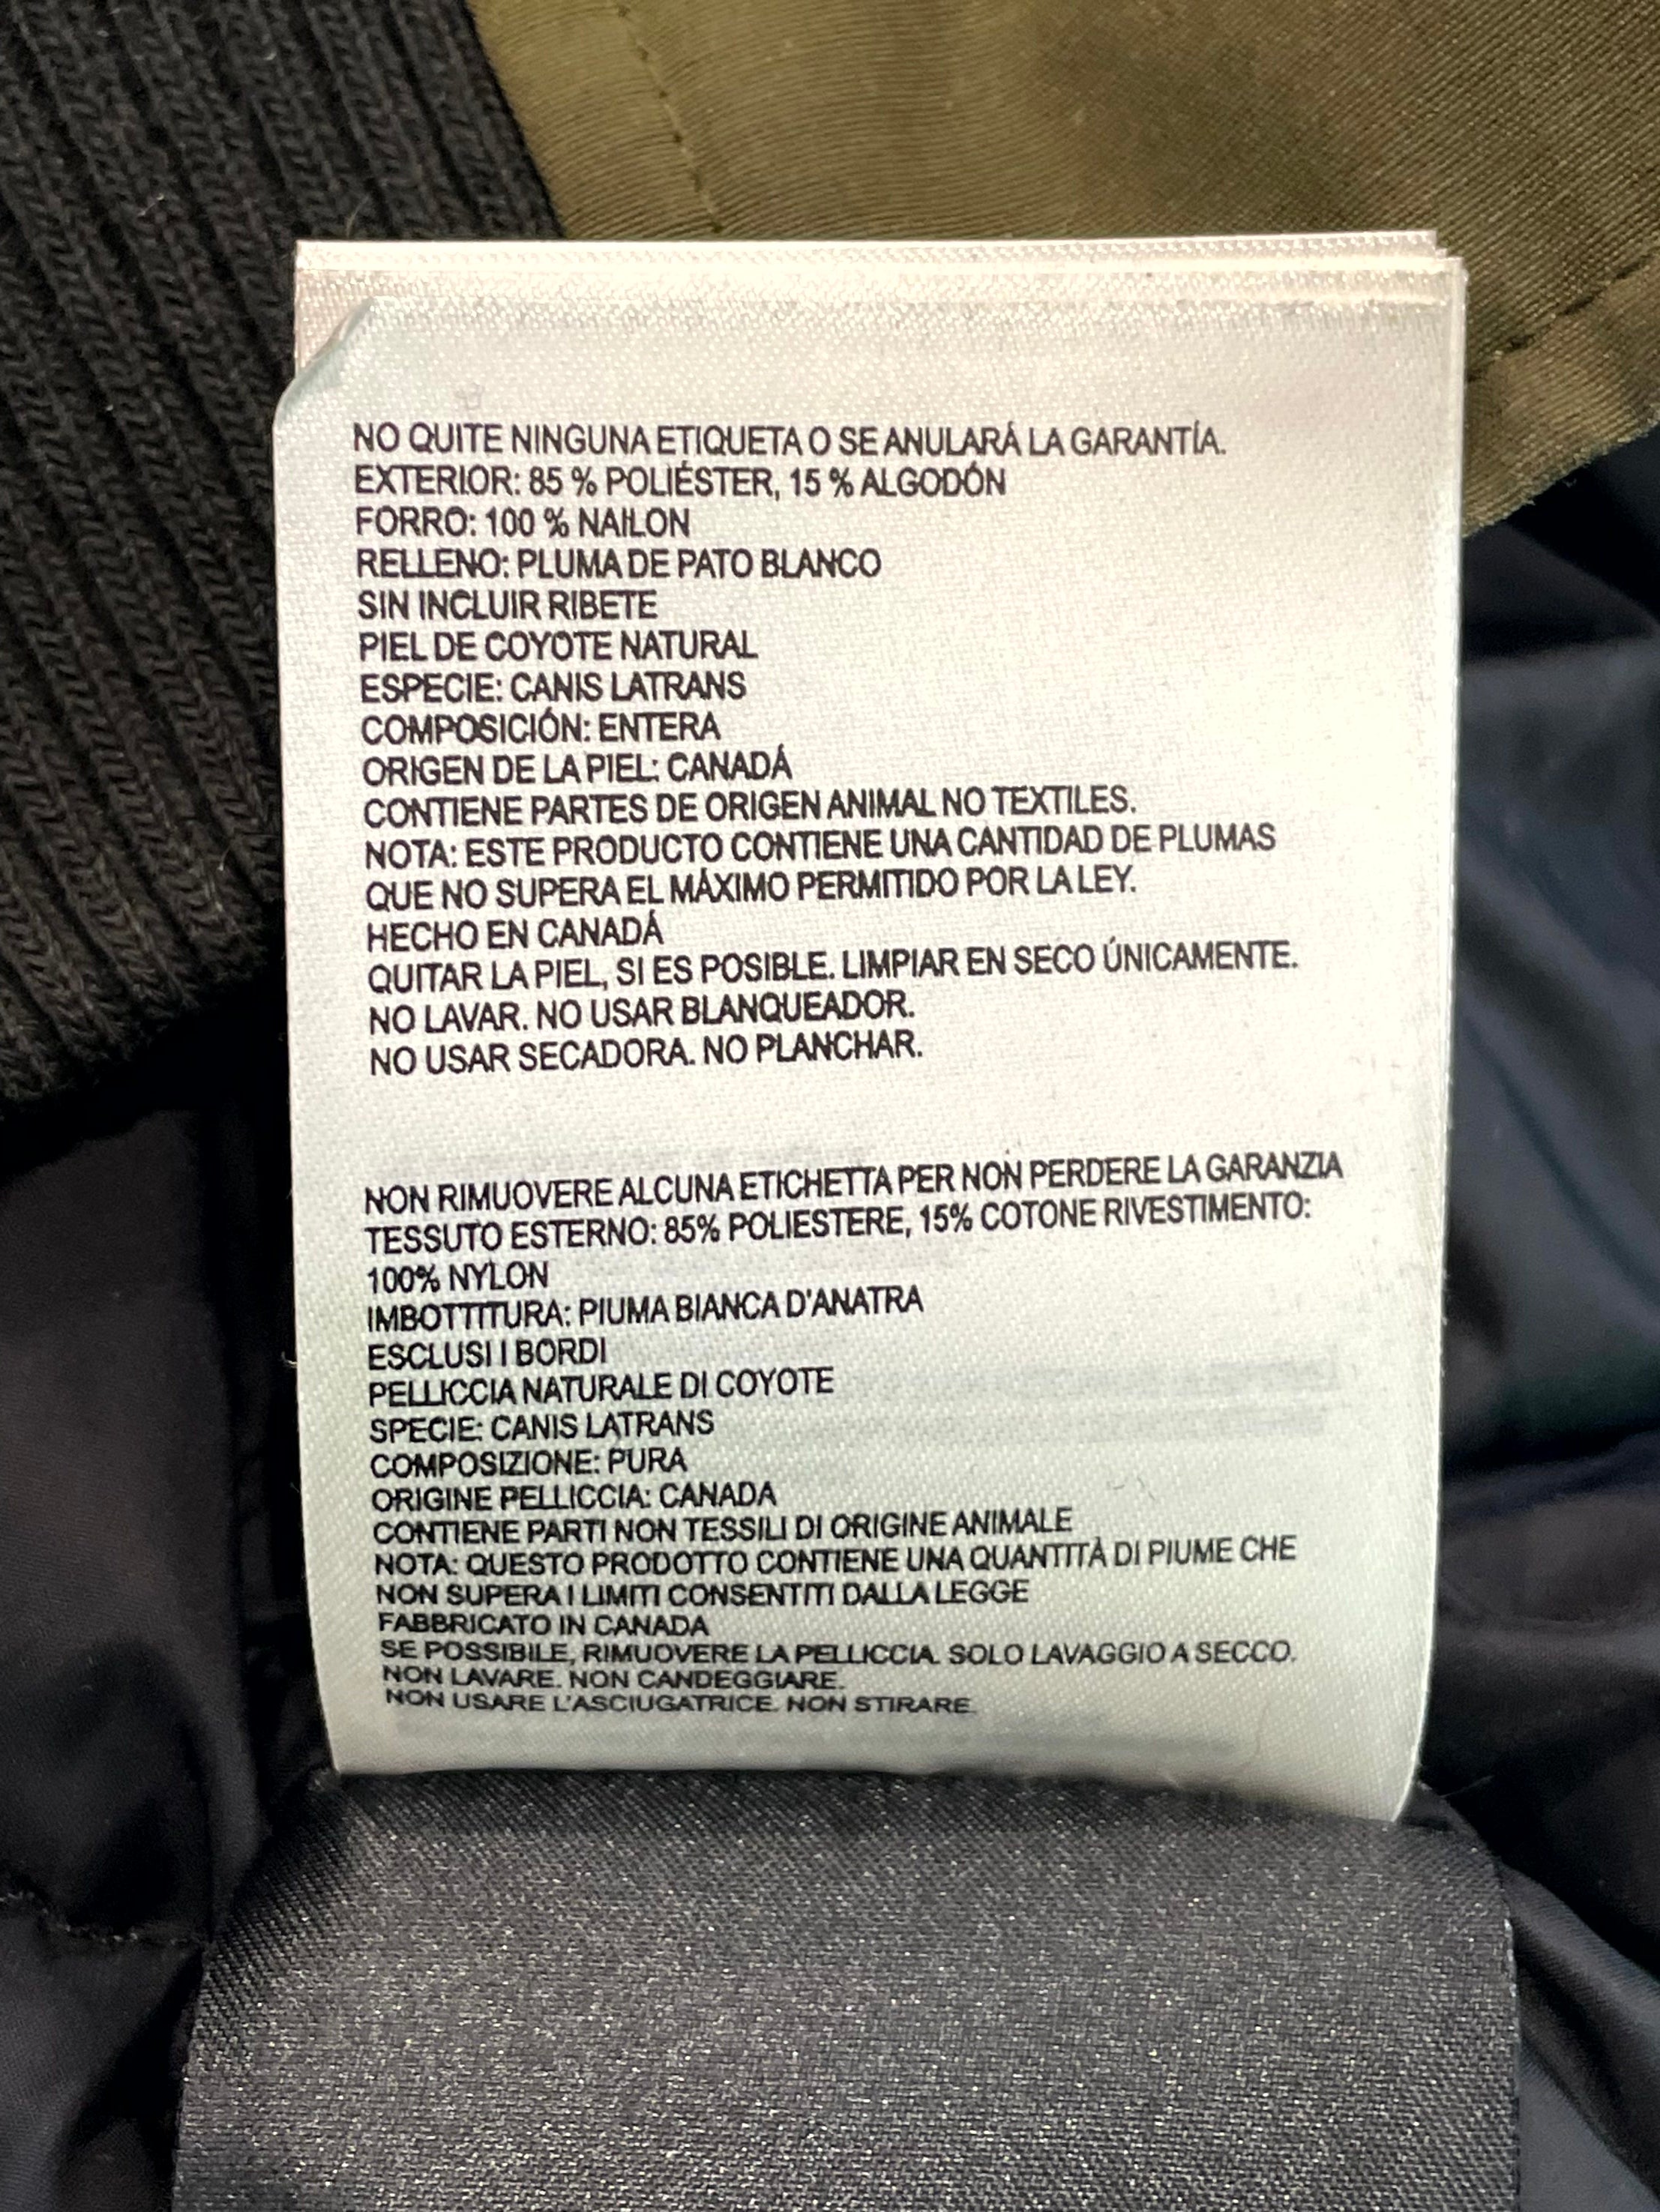 NO QUITE NINGUNA ETIQUETA O SE ANULARÁ LA GARANTÍA.
EXTERIOR: 85 % POLIÉSTER, 15 % ALGODÓN
FORRO: 100 % NAILON
RELLENO: PLUMA DE PATO BLANCO
SIN INCLUIR RIBETE
PIEL DE COYOTE NATURAL
ESPECIE: CANIS LATRANS
COMPOSICIÓN: ENTERA
ORIGEN DE LA PIEL: CANADÁ
CONTIENE PARTES DE ORIGEN ANIMAL NO TEXTILES.
NOTA: ESTE PRODUCTO CONTIENE UNA CANTIDAD DE PLUMAS
QUE NO SUPERA EL MÁXIMO PERMITIDO POR LA LEY.
HECHO EN CANADÁ
QUITAR LA PIEL, SI ES POSIBLE. LIMPIAR EN SECO ÚNICAMENTE.
NO LAVAR. NO USAR BLANQUEADOR.
NO USAR SECADORA. NO PLANCHAR.
NON RIMUOVERE ALCUNA ETICHETTA PER NON PERDERE LA GARANZIA
TESSUTO ESTERNO: 85% POLIESTERE, 15% COTONE RIVESTIMENTO:
100% NYLON
IMBOTTITURA: PIUMA BIANCA D'ANATRA
ESCLUSI I BORDI
PELLICCIA NATURALE DI COYOTE
SPECIE: CANIS LATRANS
COMPOSIZIONE: PURA
ORIGINE PELLICCIA: CANADA
CONTIENE PARTI NON TESSILI DI ORIGINE ANIMALE
NOTA: QUESTO PRODOTTO CONTIENE UNA QUANTITÀ DI PIUME CHE
NON SUPERA I LIMITI CONSENTITI DALLA LEGGE
FABBRICATO IN CANADA
SE POSSIBILE, RIMUOVERE LA PELLICCIA. SOLO LAVAGGIO A SECCO.
NON LAVARE. NON CANDEGGIARE.
NON USARE L'ASCIUGATRICE. NON STIRARE.